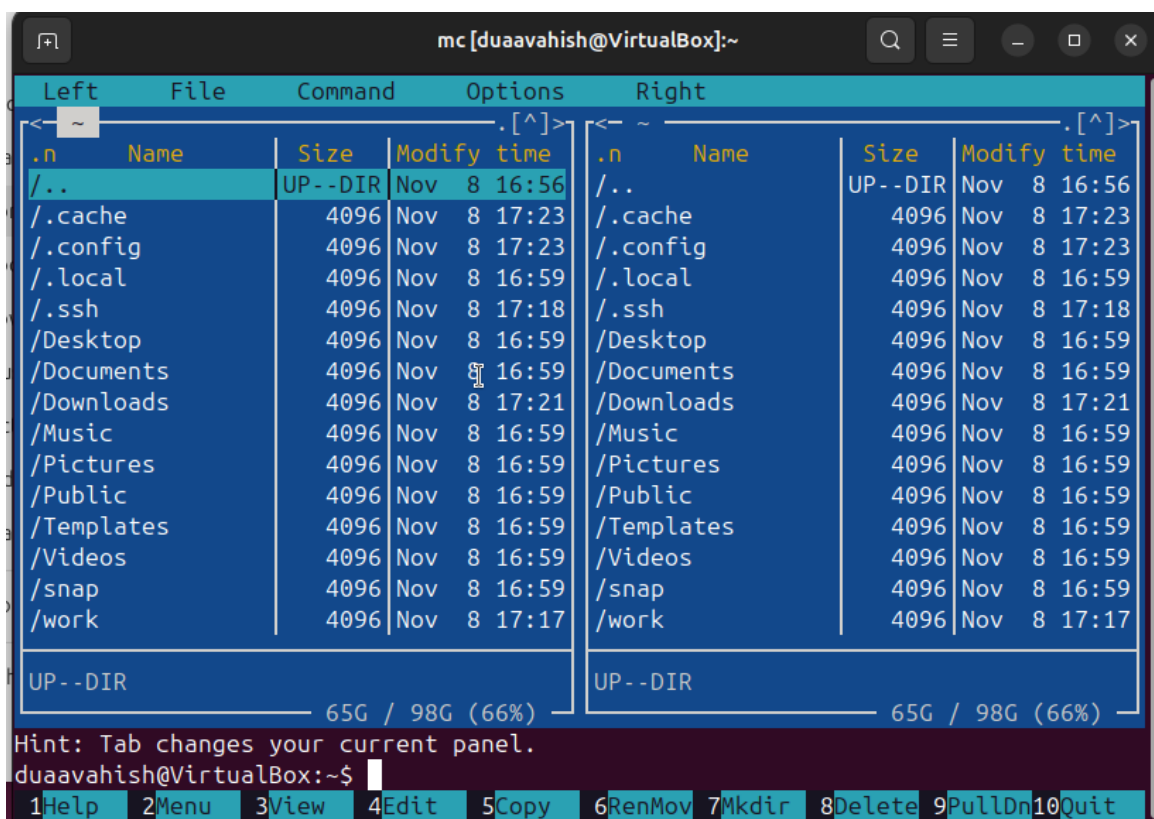 mc [duaavahish@VirtualBox]:~
Left File Command Options Right
<- ~ .[^]> <- ~ .[^]>
.n Name Size Modify time .n Name Size Modify time
/.. UP--DIR Nov 8 16:56 /.. UP--DIR Nov 8 16:56
/.cache 4096 Nov 8 17:23 /.cache 4096 Nov 8 17:23
/.config 4096 Nov 8 17:23 /.config 4096 Nov 8 17:23
/.local 4096 Nov 8 16:59 /.local 4096 Nov 8 16:59
/.ssh 4096 Nov 8 17:18 /.ssh 4096 Nov 8 17:18
/Desktop 4096 Nov 8 16:59 /Desktop 4096 Nov 8 16:59
/Documents 4096 Nov 8 16:59 /Documents 4096 Nov 8 16:59
/Downloads 4096 Nov 8 17:21 /Downloads 4096 Nov 8 17:21
/Music 4096 Nov 8 16:59 /Music 4096 Nov 8 16:59
/Pictures 4096 Nov 8 16:59 /Pictures 4096 Nov 8 16:59
/Public 4096 Nov 8 16:59 /Public 4096 Nov 8 16:59
/Templates 4096 Nov 8 16:59 /Templates 4096 Nov 8 16:59
/Videos 4096 Nov 8 16:59 /Videos 4096 Nov 8 16:59
/snap 4096 Nov 8 16:59 /snap 4096 Nov 8 16:59
/work 4096 Nov 8 17:17 /work 4096 Nov 8 17:17
UP--DIR UP--DIR
65G / 98G (66%) 65G / 98G (66%)
Hint: Tab changes your current panel.
duaavahish@VirtualBox:~$
1Help 2Menu 3View 4Edit 5Copy 6RenMov 7Mkdir 8Delete 9PullDn 10Quit